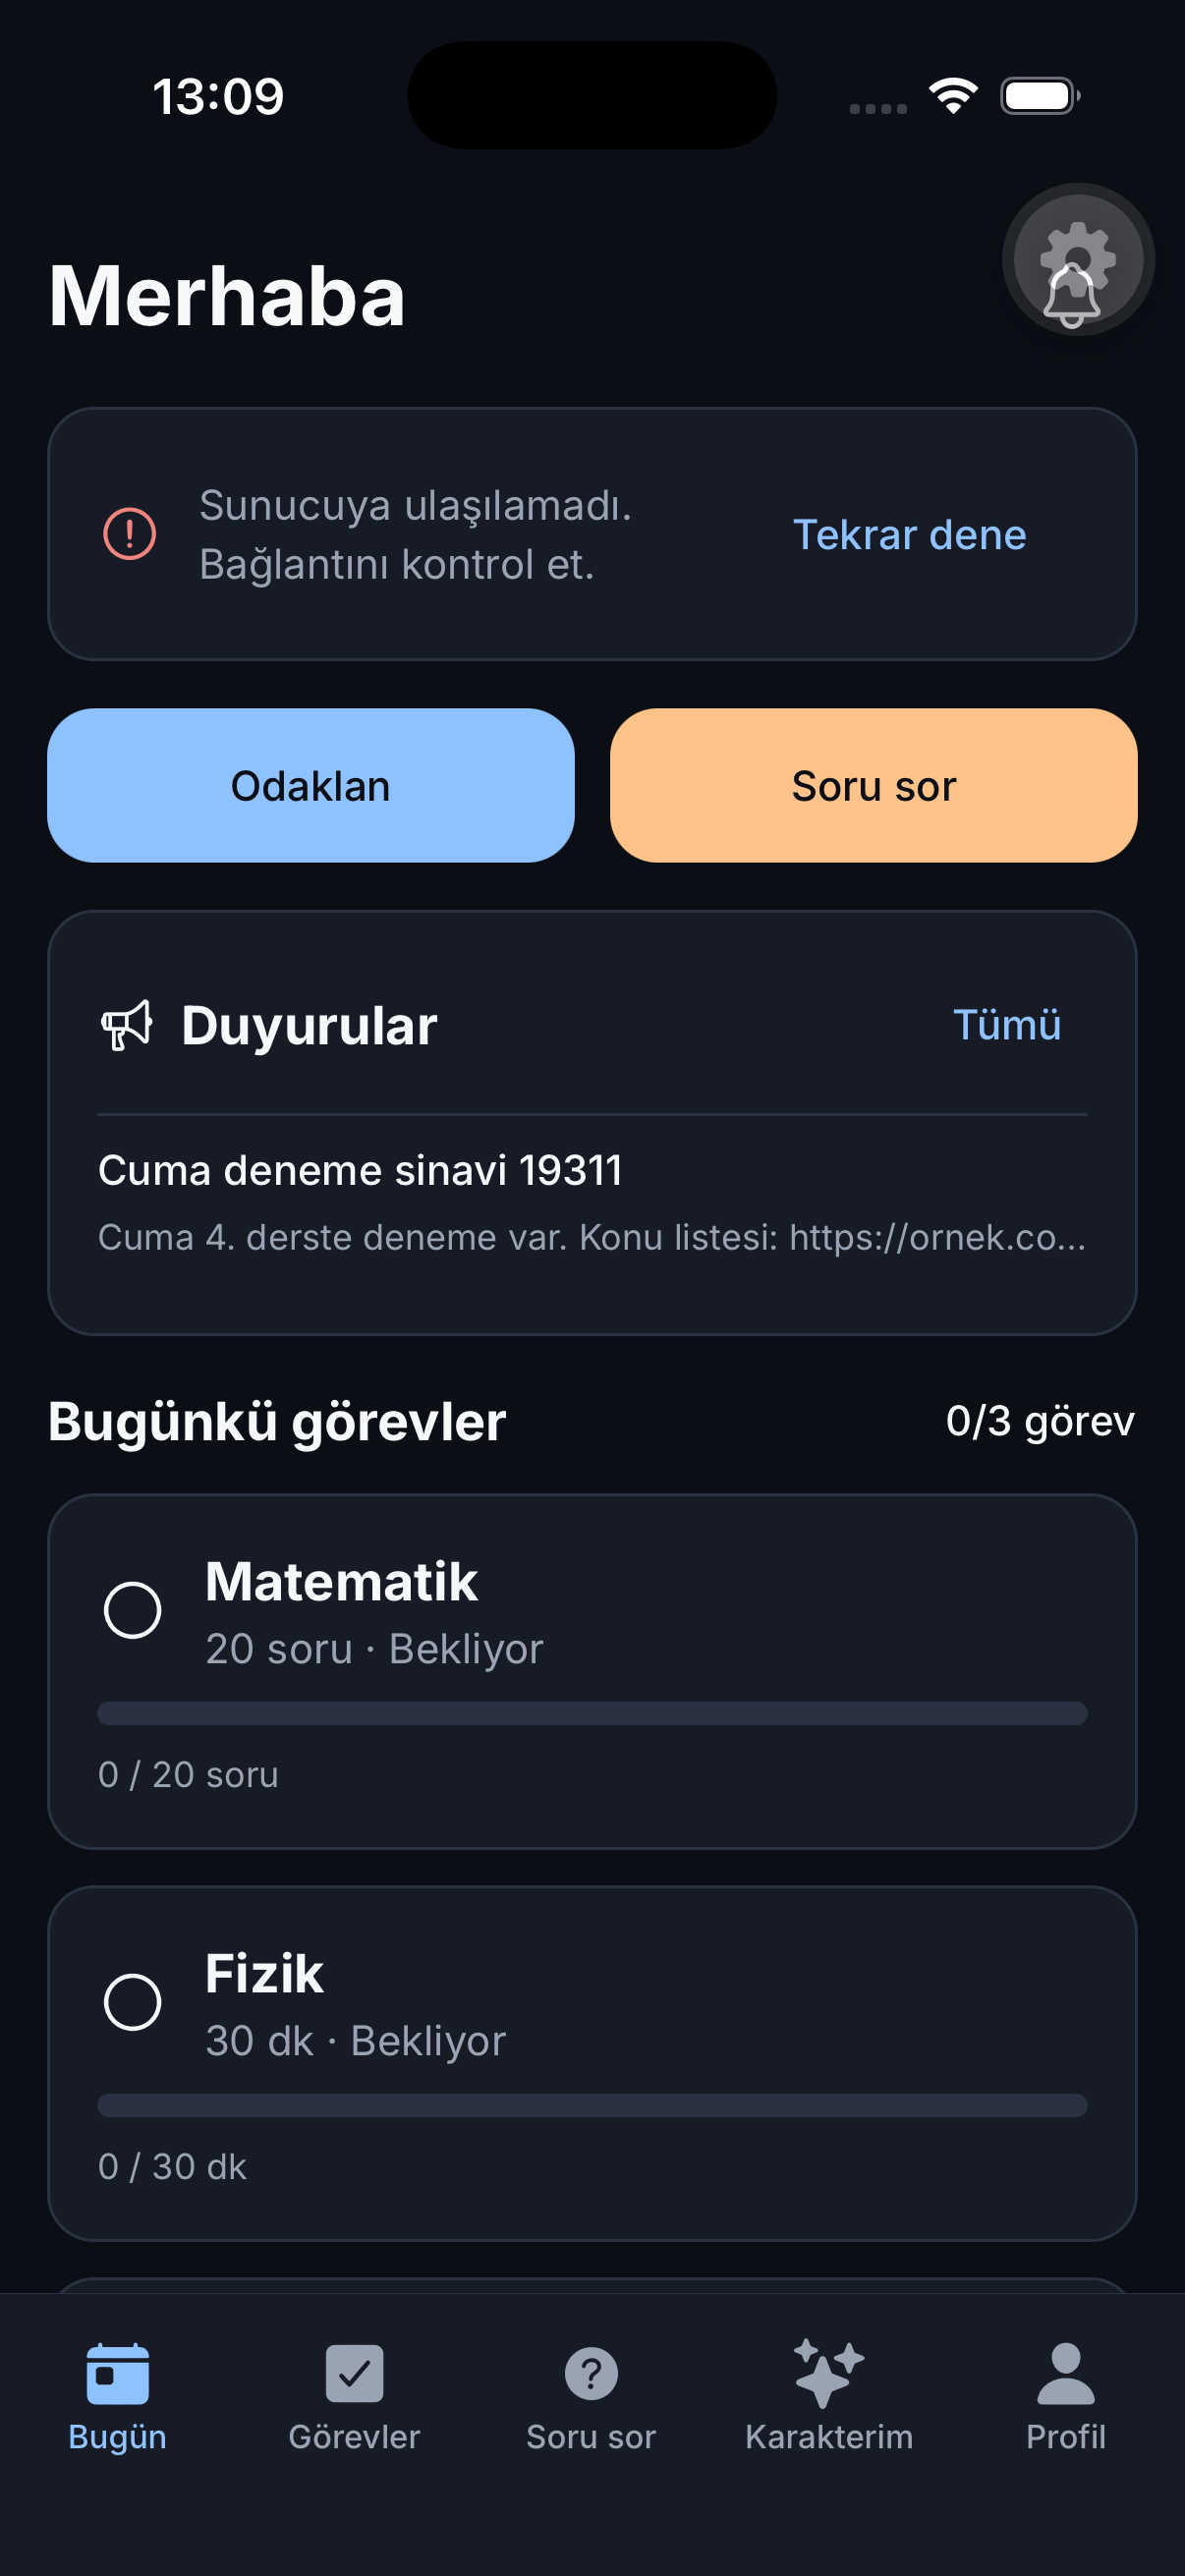 13:09
Merhaba
Sunucuya ulaşılamadı.
Bağlantını kontrol et.
Tekrar dene
Odaklan
Soru sor
Duyurular
Tümü
Cuma deneme sinavi 19311
Cuma 4. derste deneme var. Konu listesi: https://ornek.co...
Bugünkü görevler
0/3 görev
Matematik
20 soru · Bekliyor
0 / 20 soru
Fizik
30 dk · Bekliyor
0 / 30 dk
Bugün
Görevler
Soru sor
Karakterim
Profil